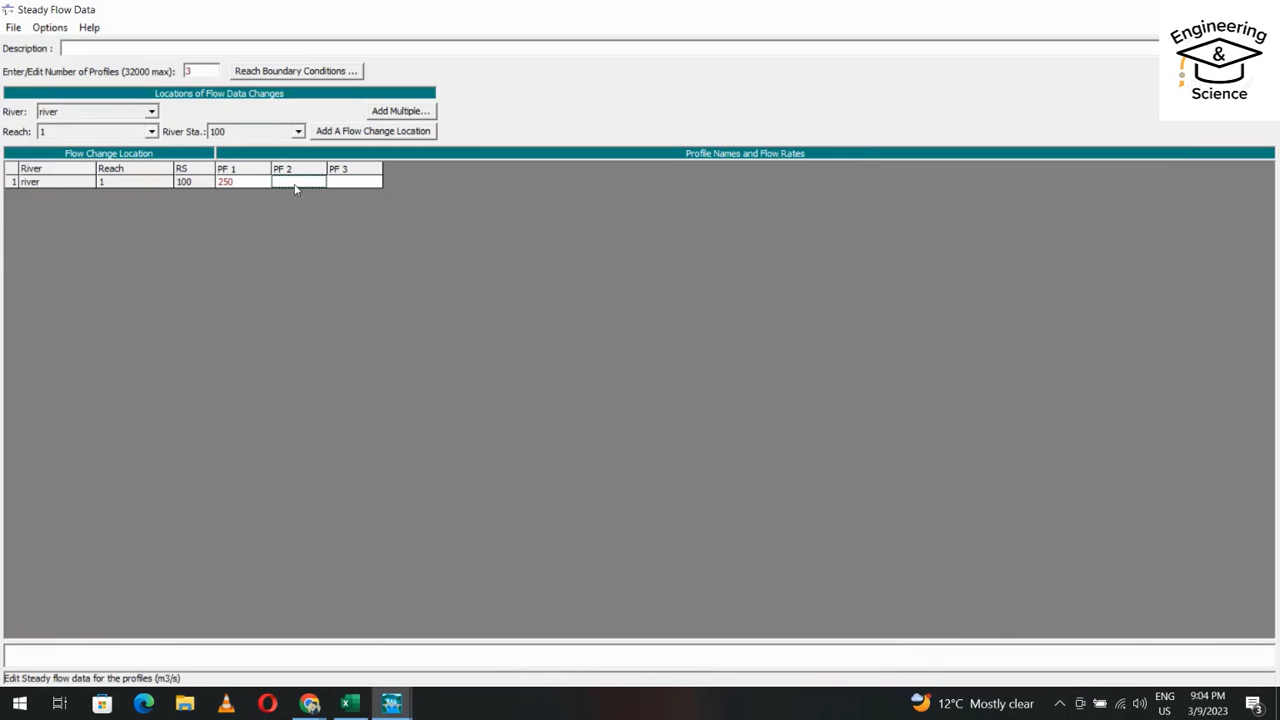 Steady Flow Data
File Options Help
Description :
Enter/Edit Number of Profiles (32000 max): 3 Reach Boundary Conditions ...
Locations of Flow Data Changes
River: river Add Multiple...
Reach: 1 River Sta.: 100 Add A Flow Change Location
Flow Change Location Profile Names and Flow Rates
River Reach RS PF 1 PF 2 PF 3
1 river 1 100 250
Edit Steady flow data for the profiles (m3/s)
Engineering
&
Science
12°C Mostly clear
ENG
US
9:04 PM
3/9/2023
3